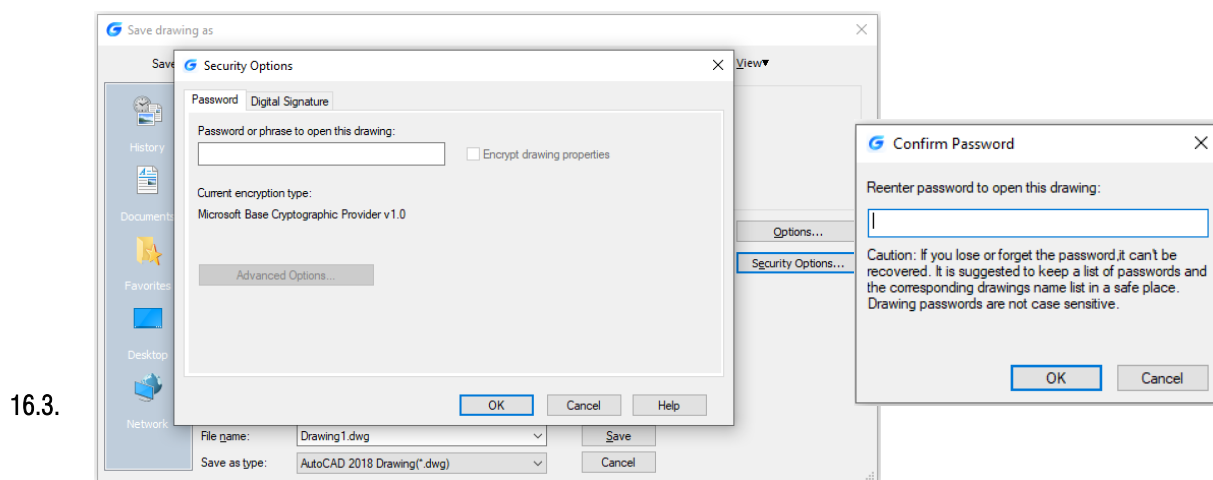 Save drawing as
Save
View▾
Security Options
Password
Digital Signature
Password or phrase to open this drawing:
Encrypt drawing properties
Current encryption type:
Microsoft Base Cryptographic Provider v1.0
Advanced Options...
OK
Cancel
Help
History
Documents
Favorites
Desktop
Network
Options...
Security Options...
File name:
Drawing1.dwg
Save
Save as type:
AutoCAD 2018 Drawing(*.dwg)
Cancel
Confirm Password
Reenter password to open this drawing:
Caution: If you lose or forget the password,it can't be
recovered. It is suggested to keep a list of passwords and
the corresponding drawings name list in a safe place.
Drawing passwords are not case sensitive.
OK
Cancel
16.3.